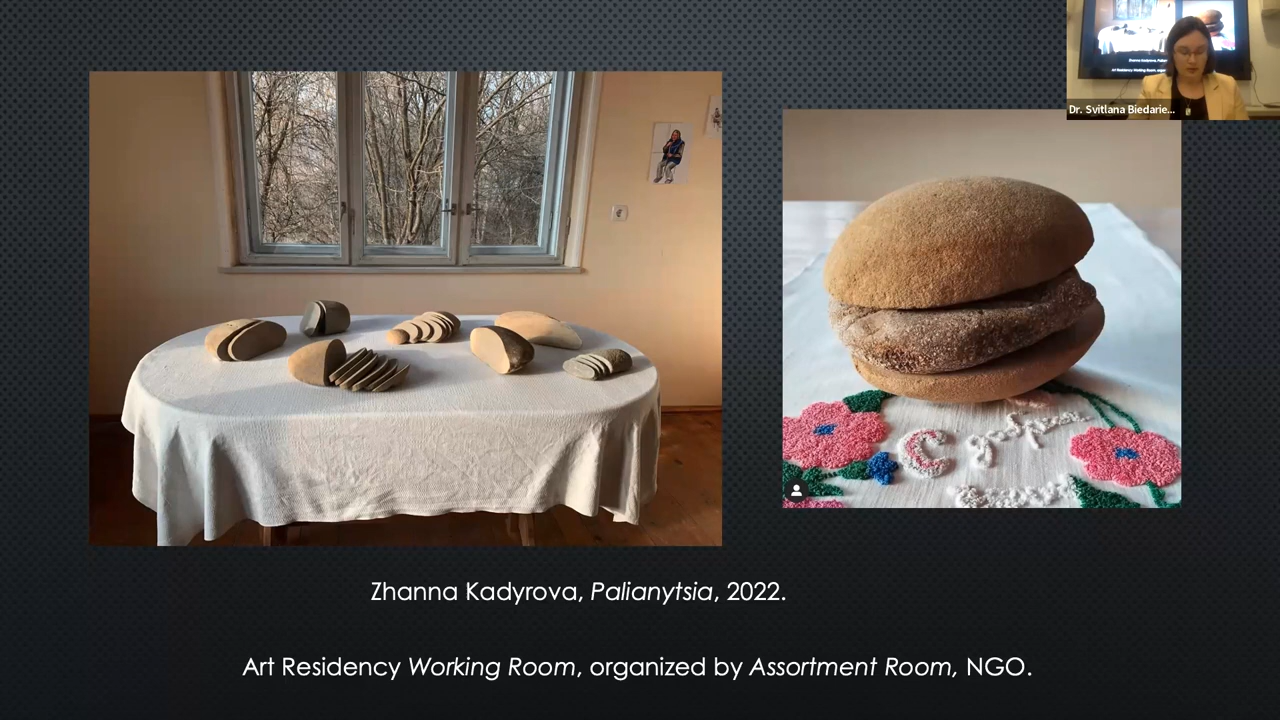 Dr. Svitlana Biedarie...
Zhanna Kadyrova, Palianytsia, 2022.
Art Residency Working Room, organized by Assortment Room, NGO.